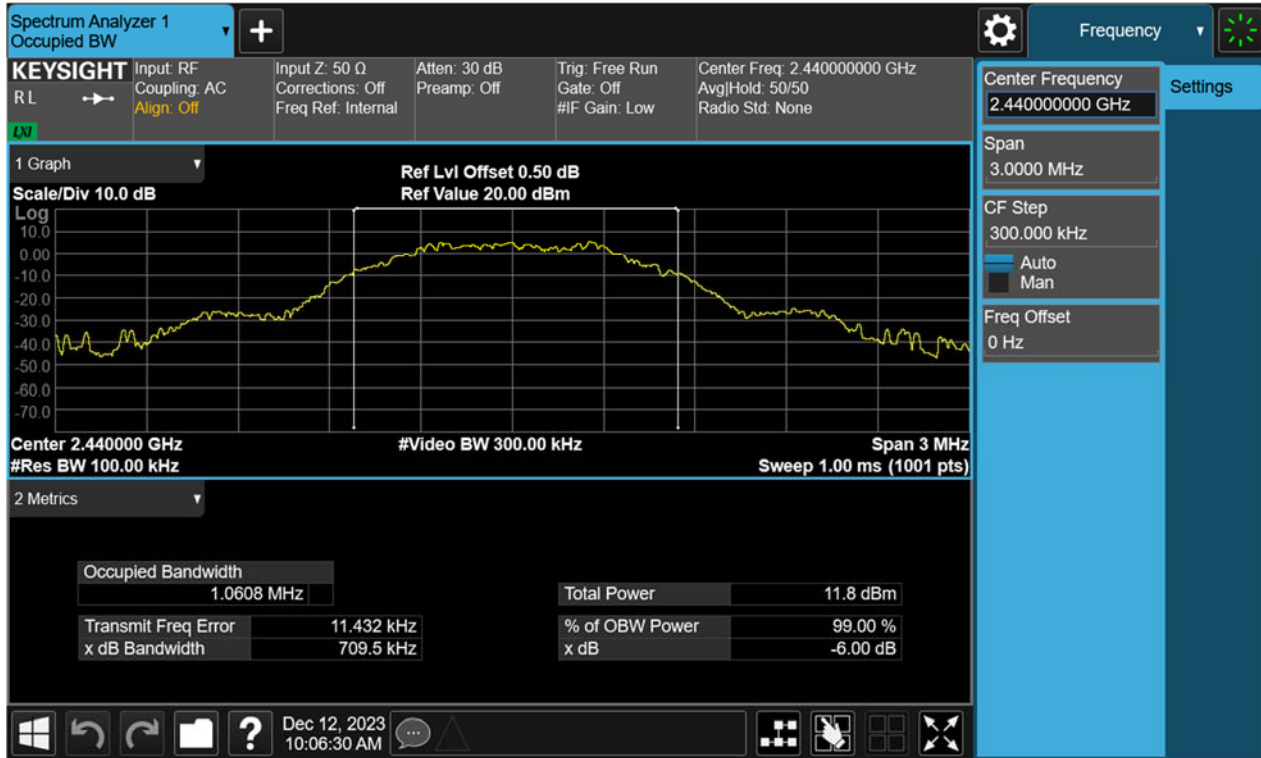 Spectrum Analyzer 1
Occupied BW
Frequency
KEYSIGHT
R L
LXI
Input: RF
Coupling: AC
Align: Off
Input Z: 50 Ω
Corrections: Off
Freq Ref: Internal
Atten: 30 dB
Preamp: Off
Trig: Free Run
Gate: Off
#IF Gain: Low
Center Freq: 2.440000000 GHz
Avg|Hold: 50/50
Radio Std: None
1 Graph
Scale/Div 10.0 dB
Ref Lvl Offset 0.50 dB
Ref Value 20.00 dBm
Log
10.0
0.00
-10.0
-20.0
-30.0
-40.0
-50.0
-60.0
-70.0
Center 2.440000 GHz
#Video BW 300.00 kHz
Span 3 MHz
#Res BW 100.00 kHz
Sweep 1.00 ms (1001 pts)
2 Metrics
Occupied Bandwidth
1.0608 MHz
Total Power 11.8 dBm
Transmit Freq Error 11.432 kHz
% of OBW Power 99.00 %
x dB Bandwidth 709.5 kHz
x dB -6.00 dB
Center Frequency
2.440000000 GHz
Settings
Span
3.0000 MHz
CF Step
300.000 kHz
Auto
Man
Freq Offset
0 Hz
?
Dec 12, 2023
10:06:30 AM